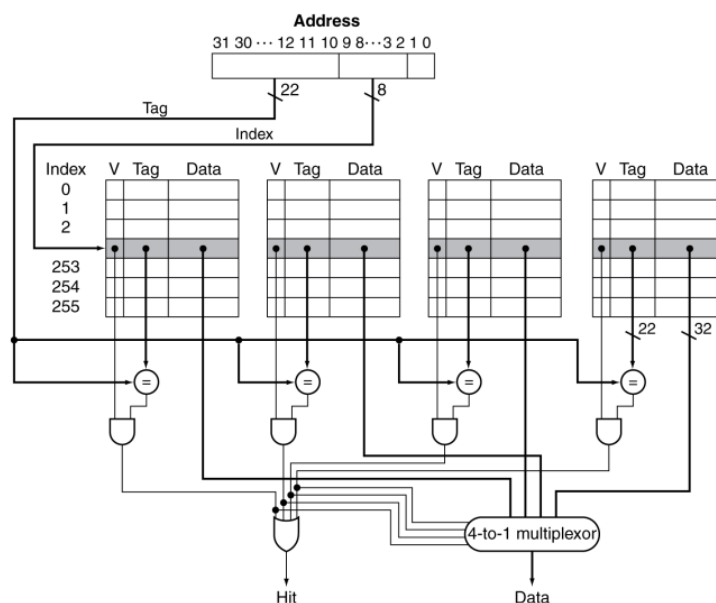 Address
31 30 ··· 12 11 10 9 8···3 2 1 0
22
8
Tag
Index
Index V Tag Data V Tag Data V Tag Data V Tag Data
0
1
2
253
254
255
22 32
= = = =
4-to-1 multiplexor
Hit Data